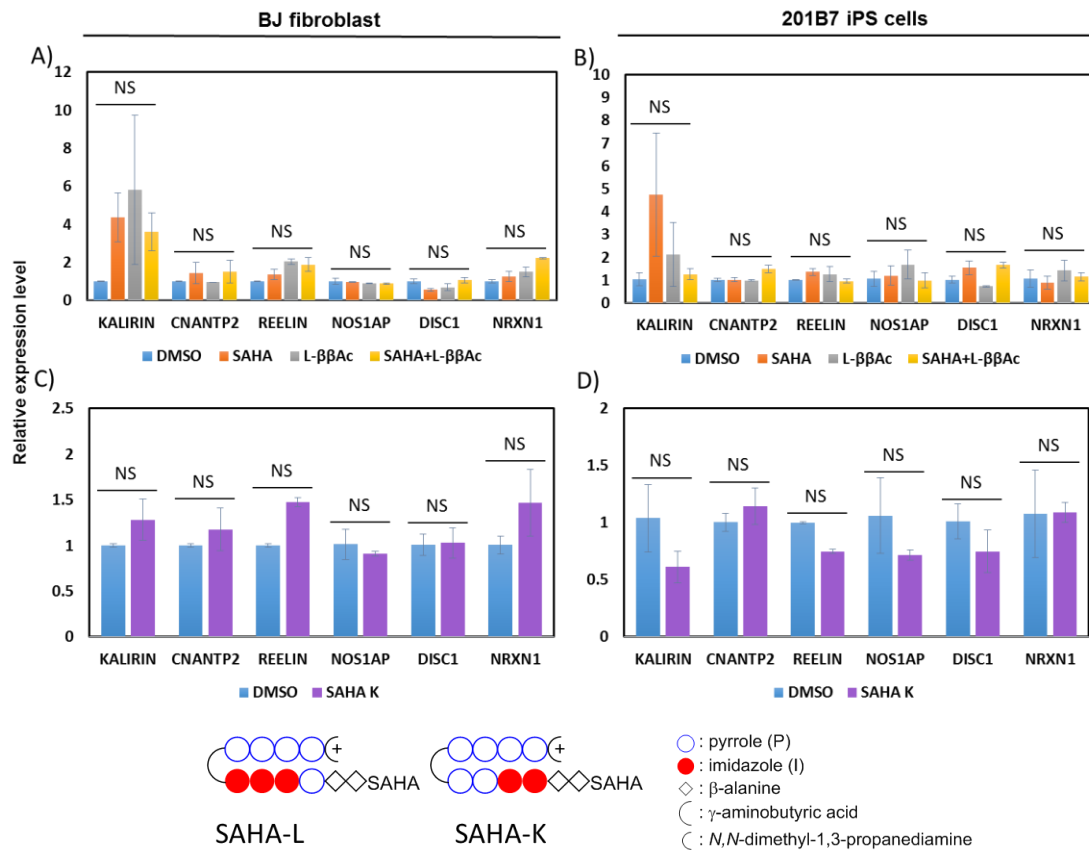 BJ fibroblast
201B7 iPS cells
Relative expression level
A)
12
10
8
6
4
2
0
NS
NS
NS
NS
NS
NS
KALIRIN CNANTP2 REELIN NOS1AP DISC1 NRXN1
DMSO SAHA L-ββAc SAHA+L-ββAc
B)
10
9
8
7
6
5
4
3
2
1
0
NS
NS
NS
NS
NS
NS
KALIRIN CNANTP2 REELIN NOS1AP DISC1 NRXN1
DMSO SAHA L-ββAc SAHA+L-ββAc
C)
2.5
2
1.5
1
0.5
0
NS
NS
NS
NS
NS
NS
KALIRIN CNANTP2 REELIN NOS1AP DISC1 NRXN1
DMSO SAHA K
D)
2
1.5
1
0.5
0
NS
NS
NS
NS
NS
NS
KALIRIN CNANTP2 REELIN NOS1AP DISC1 NRXN1
DMSO SAHA K
+
SAHA
SAHA-L
+
SAHA
SAHA-K
: pyrrole (P)
: imidazole (I)
: β-alanine
: γ-aminobutyric acid
: N,N-dimethyl-1,3-propanediamine